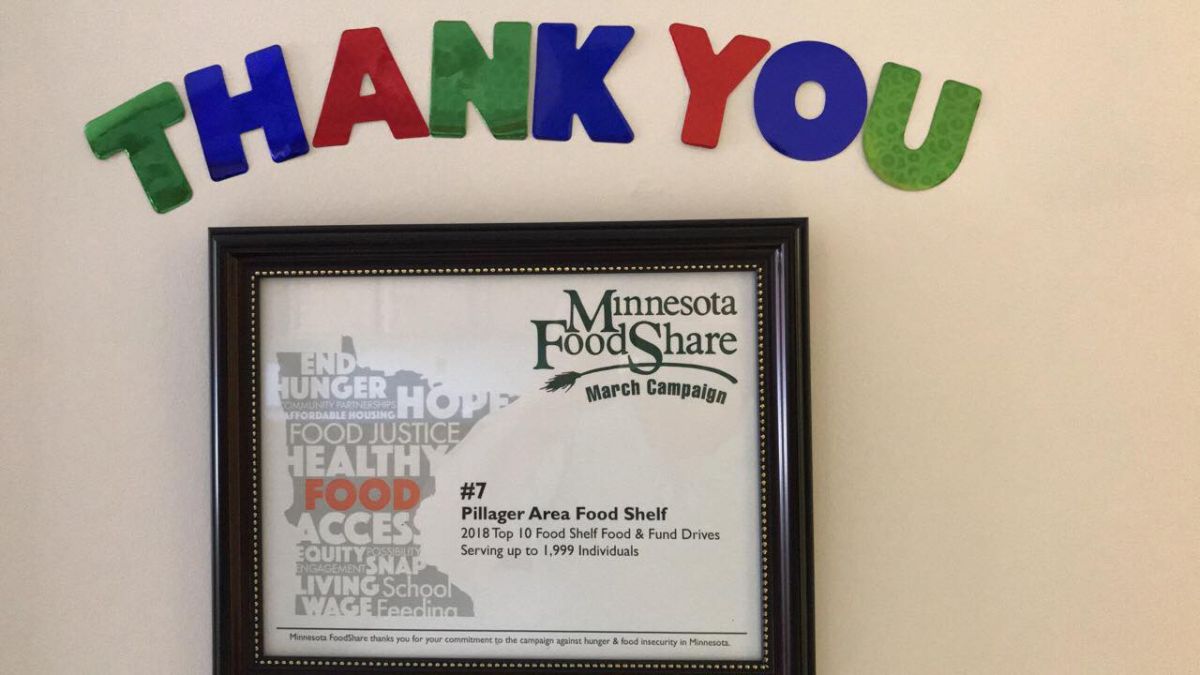 THANK YOU
Minnesota
FoodShare
March Campaign
END
HUNGER
COMMUNITY PARTNERSHIPS
AFFORDABLE HOUSING
HOPE
FOOD JUSTICE
HEALTHY
FOOD
ACCESS
EQUITY POSSIBILITY
ENGAGEMENT SNAP
LIVING School
WAGE Feeding
#7
Pillager Area Food Shelf
2018 Top 10 Food Shelf Food & Fund Drives
Serving up to 1,999 Individuals
Minnesota FoodShare thanks you for your commitment to the campaign against hunger & food insecurity in Minnesota.